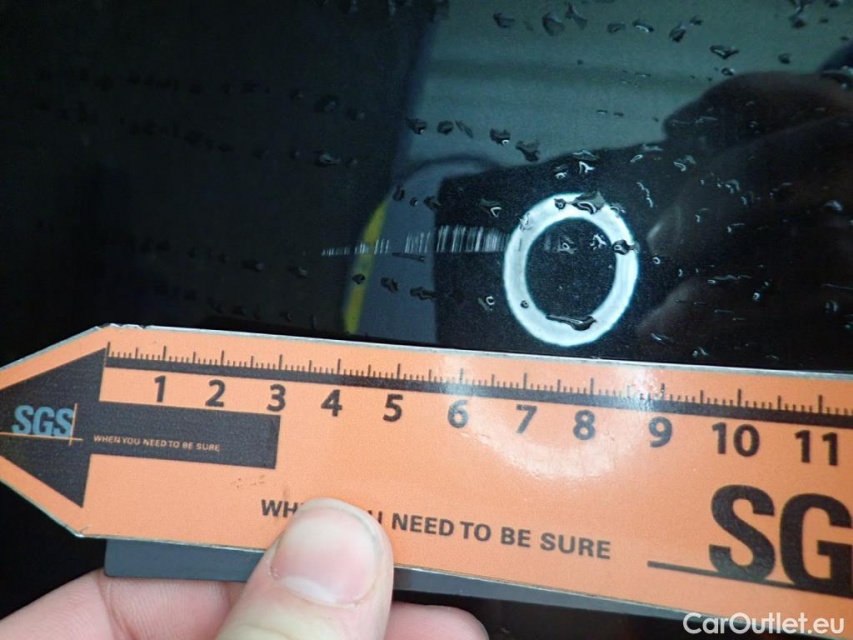 1 2 3 4 5 6 7 8 9 10 11
SGS
WHEN YOU NEED TO BE SURE
NEED TO BE SURE
SG
CarOutlet.eu